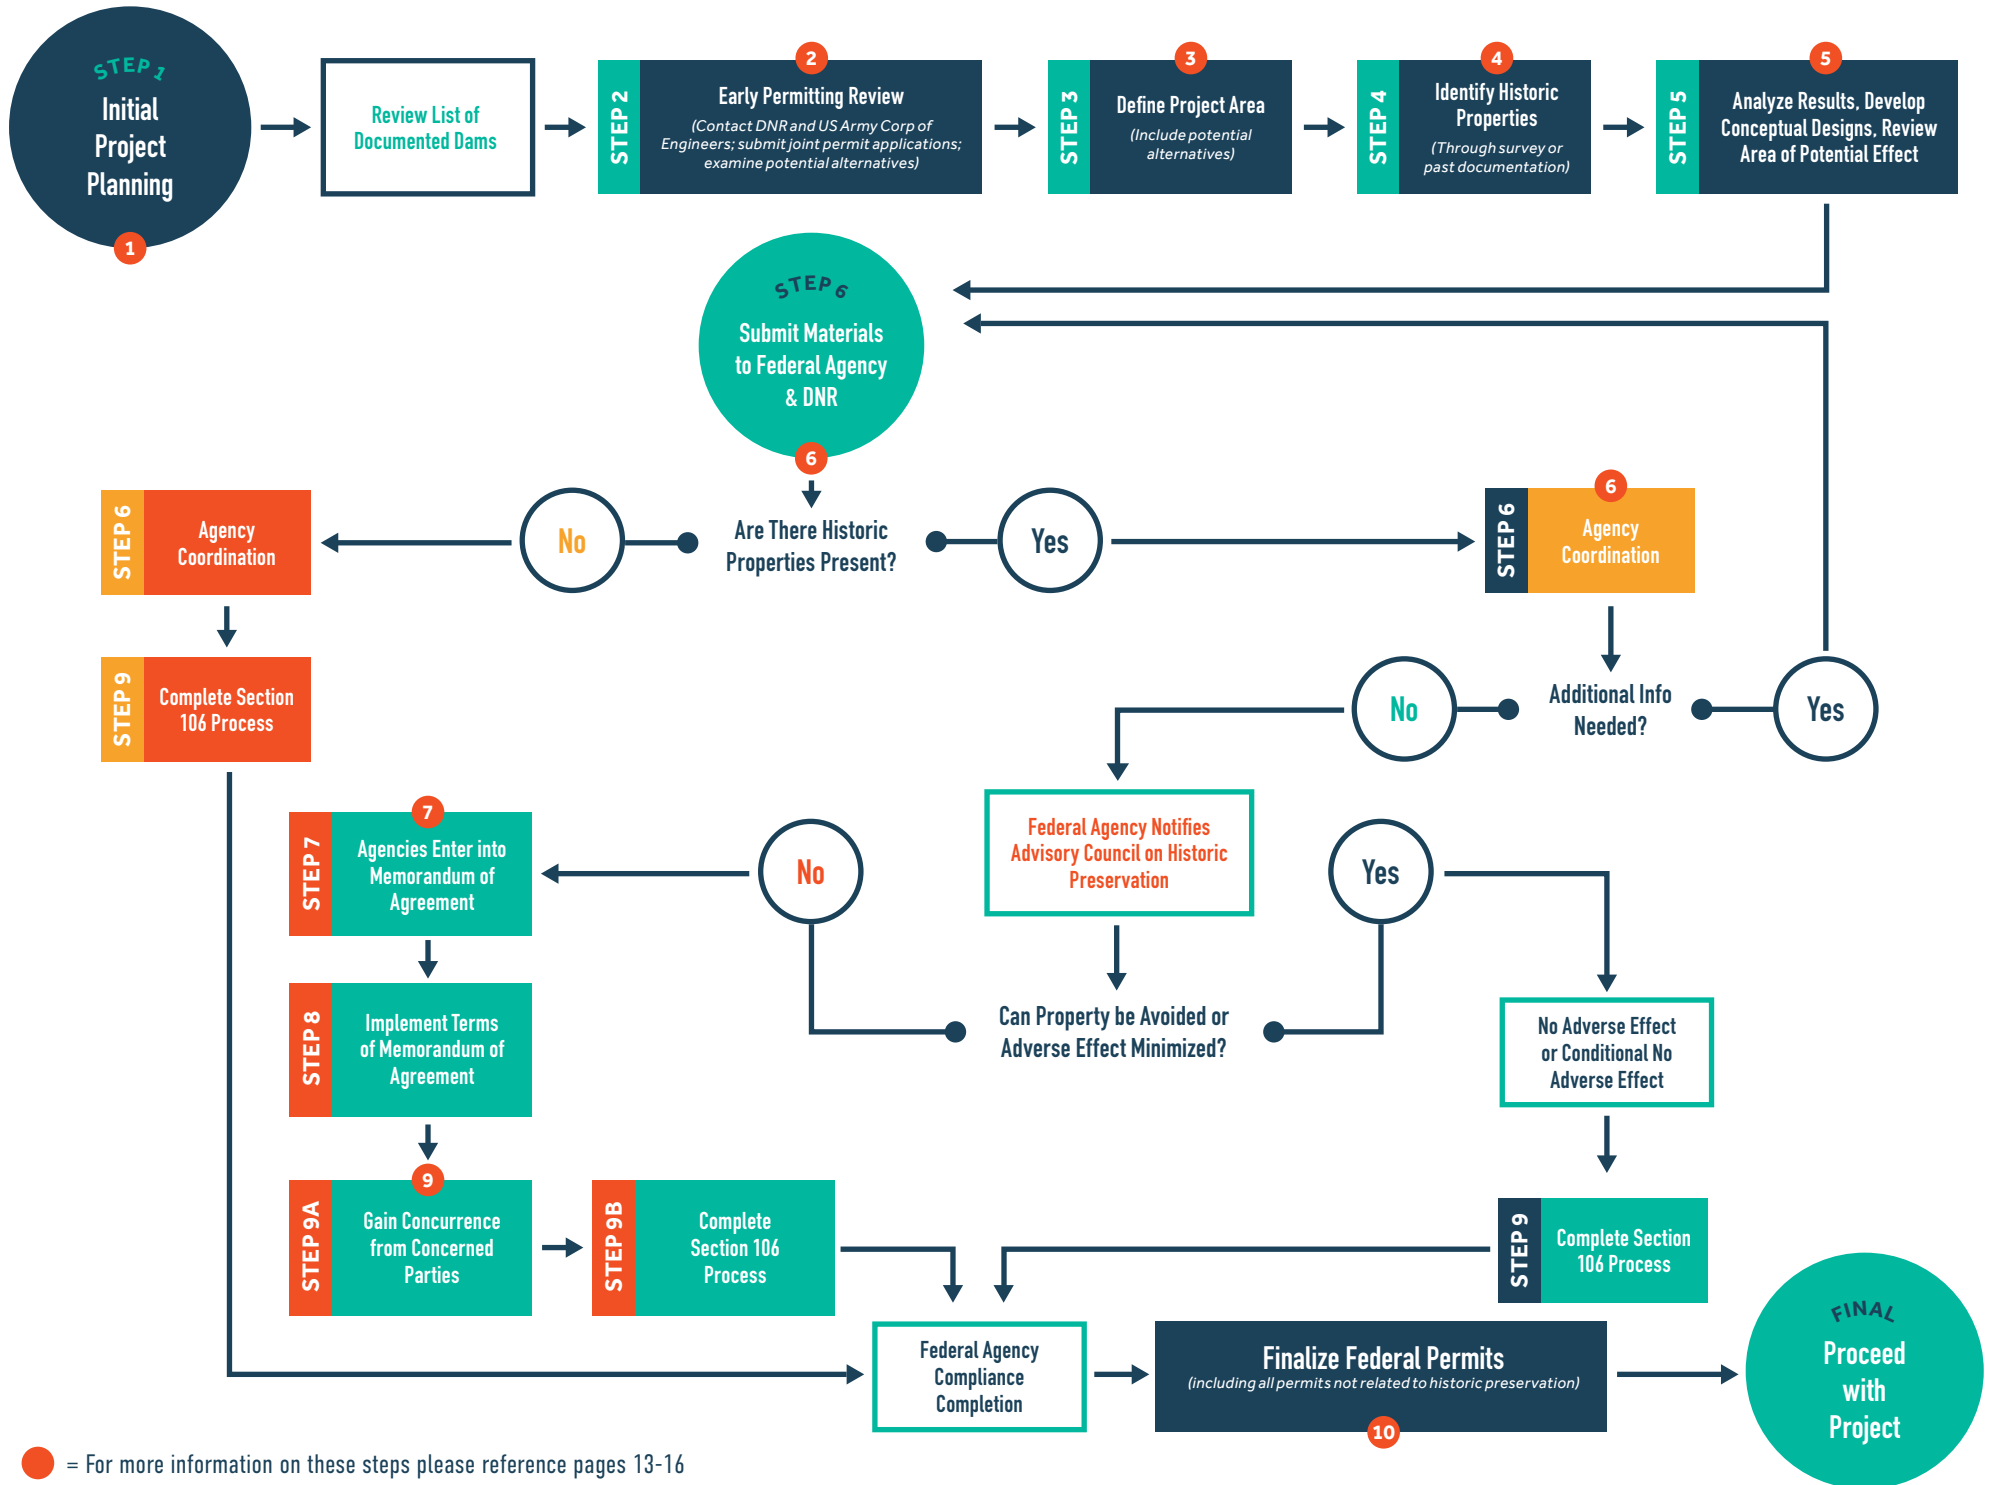 STEP 1
Initial
Project
Planning
1
Review List of
Documented Dams
STEP 2
2
Early Permitting Review
(Contact DNR and US Army Corp of
Engineers; submit joint permit applications;
examine potential alternatives)
STEP 3
3
Define Project Area
(Include potential
alternatives)
STEP 4
4
Identify Historic
Properties
(Through survey or
past documentation)
STEP 5
5
Analyze Results, Develop
Conceptual Designs, Review
Area of Potential Effect
STEP 6
Submit Materials
to Federal Agency
& DNR
6
Are There Historic
Properties Present?
No
Yes
STEP 6
Agency
Coordination
STEP 9
Complete Section
106 Process
STEP 6
6
Agency
Coordination
Additional Info
Needed?
No
Yes
Federal Agency Notifies
Advisory Council on Historic
Preservation
Can Property be Avoided or
Adverse Effect Minimized?
No
Yes
STEP 7
7
Agencies Enter into
Memorandum of
Agreement
STEP 8
Implement Terms
of Memorandum of
Agreement
STEP 9A
9
Gain Concurrence
from Concerned
Parties
STEP 9B
Complete
Section 106
Process
No Adverse Effect
or Conditional No
Adverse Effect
STEP 9
Complete Section
106 Process
Federal Agency
Compliance
Completion
Finalize Federal Permits
(including all permits not related to historic preservation)
10
FINAL
Proceed
with
Project
= For more information on these steps please reference pages 13-16